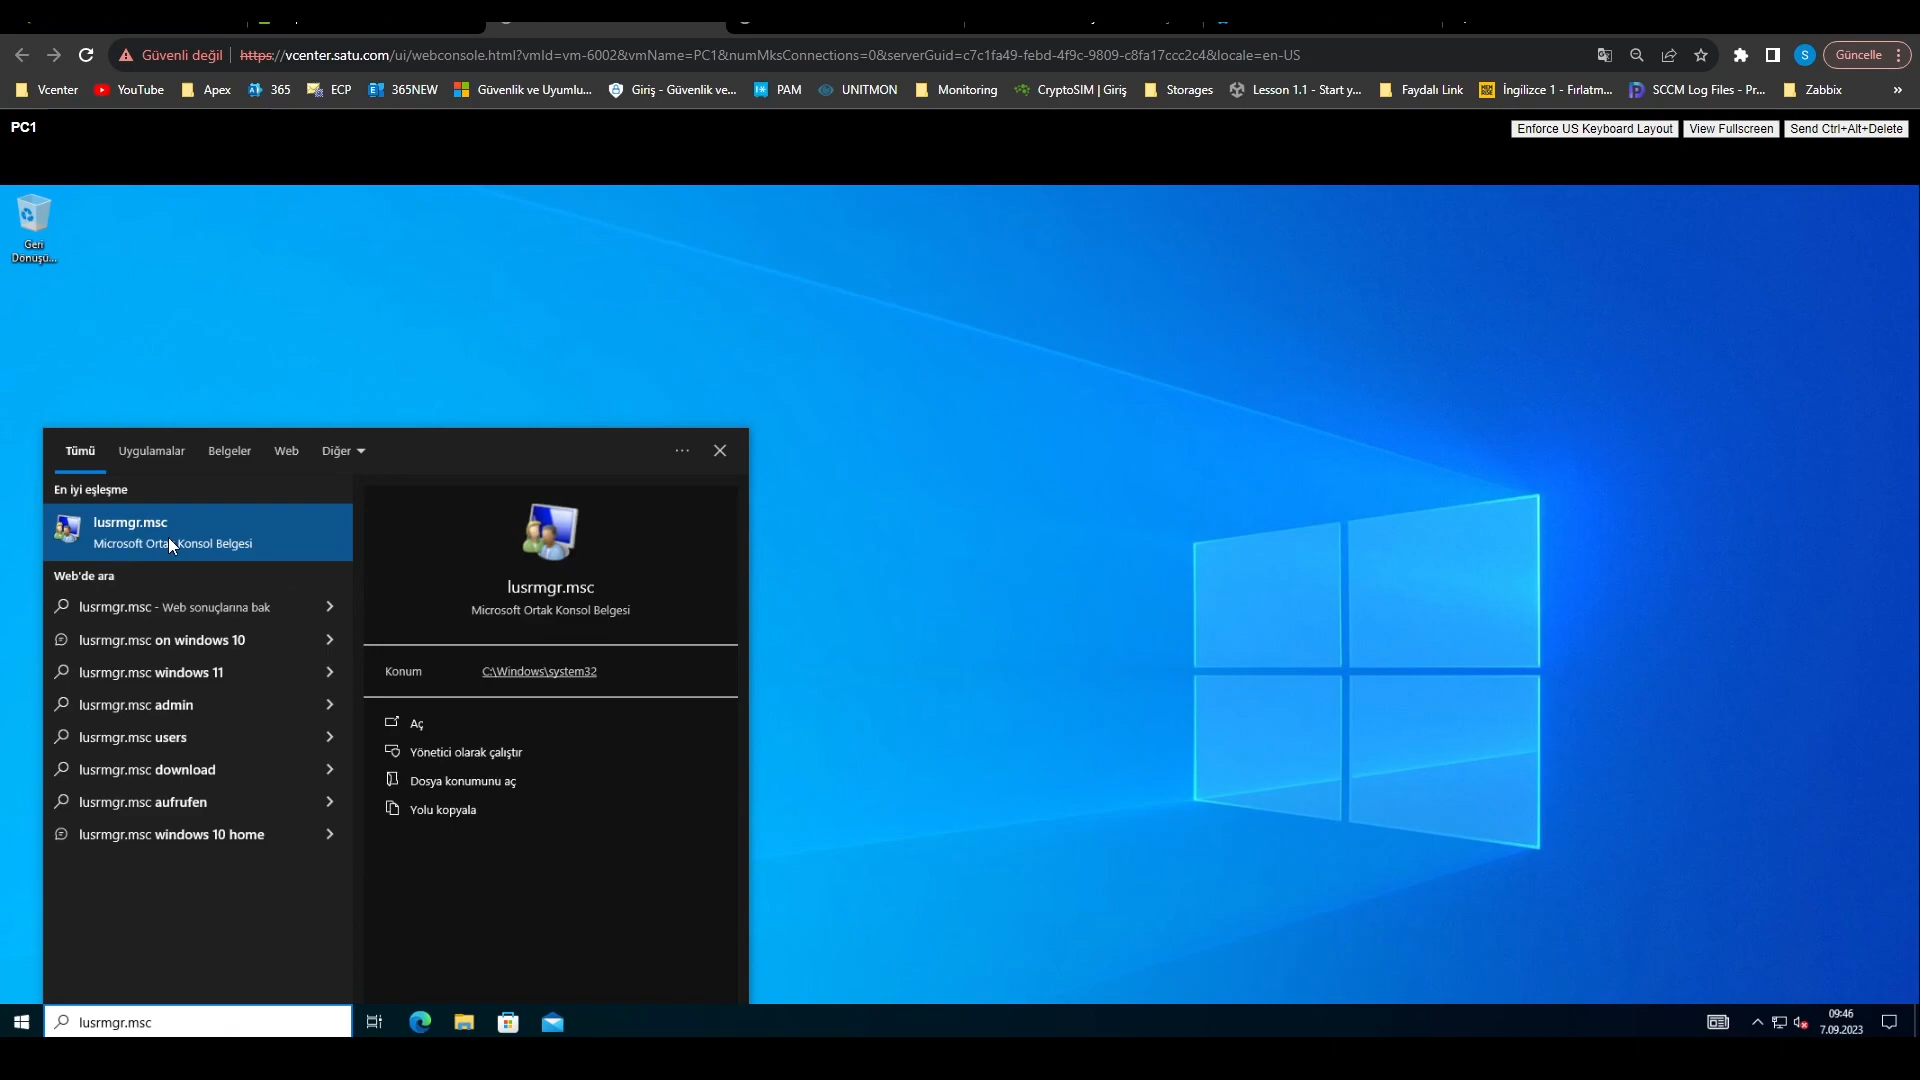 Güvenli değil
https://vcenter.satu.com/ui/webconsole.html?vmId=vm-6002&vmName=PC1&numMksConnections=0&serverGuid=c7c1fa49-febd-4f9c-9809-c8fa17ccc2c4&locale=en-US
S
Güncelle
Vcenter
YouTube
Apex
365
ECP
365NEW
Güvenlik ve Uyumlu...
Giriş - Güvenlik ve...
PAM
UNITMON
Monitoring
CryptoSIM | Giriş
Storages
Lesson 1.1 - Start y...
Faydalı Link
İngilizce 1 - Fırlatm...
SCCM Log Files - Pr...
Zabbix
»
PC1
Enforce US Keyboard Layout
View Fullscreen
Send Ctrl+Alt+Delete
Geri
Dönüşü...
Tümü
Uygulamalar
Belgeler
Web
Diğer
En iyi eşleşme
lusrmgr.msc
Microsoft Ortak Konsol Belgesi
Web'de ara
lusrmgr.msc - Web sonuçlarına bak
lusrmgr.msc on windows 10
lusrmgr.msc windows 11
lusrmgr.msc admin
lusrmgr.msc users
lusrmgr.msc download
lusrmgr.msc aufrufen
lusrmgr.msc windows 10 home
lusrmgr.msc
Microsoft Ortak Konsol Belgesi
Konum C:\Windows\system32
Aç
Yönetici olarak çalıştır
Dosya konumunu aç
Yolu kopyala
lusrmgr.msc
09:46
7.09.2023